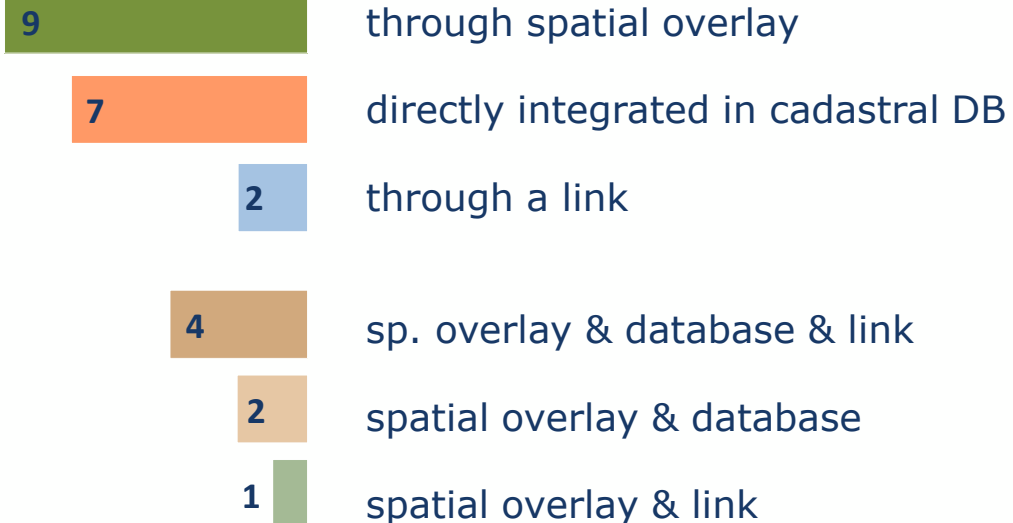 9 through spatial overlay
7 directly integrated in cadastral DB
2 through a link
4 sp. overlay & database & link
2 spatial overlay & database
1 spatial overlay & link